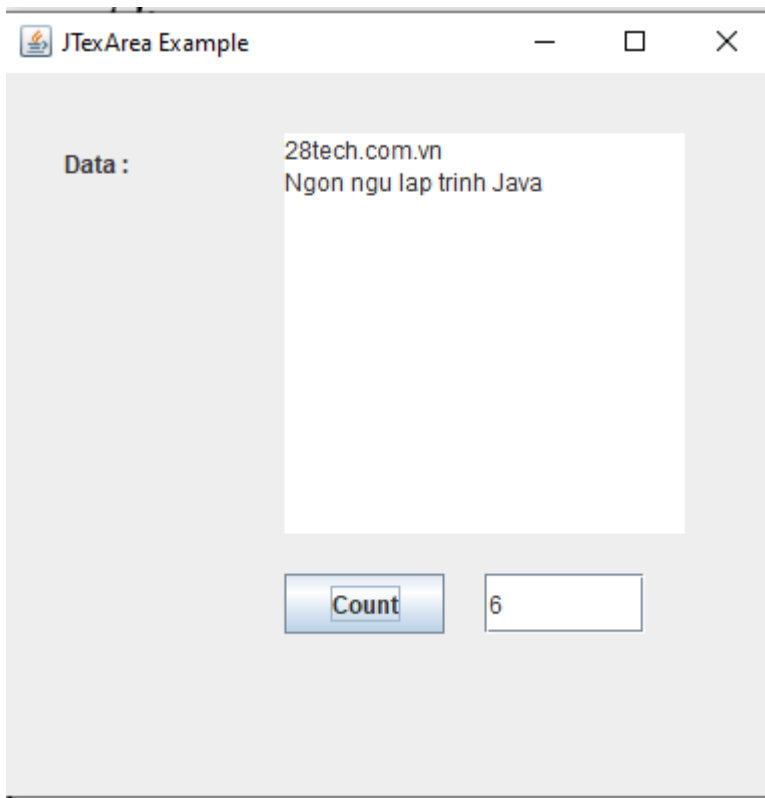 JTexArea Example
Data :
28tech.com.vn
Ngon ngu lap trinh Java
Count
6